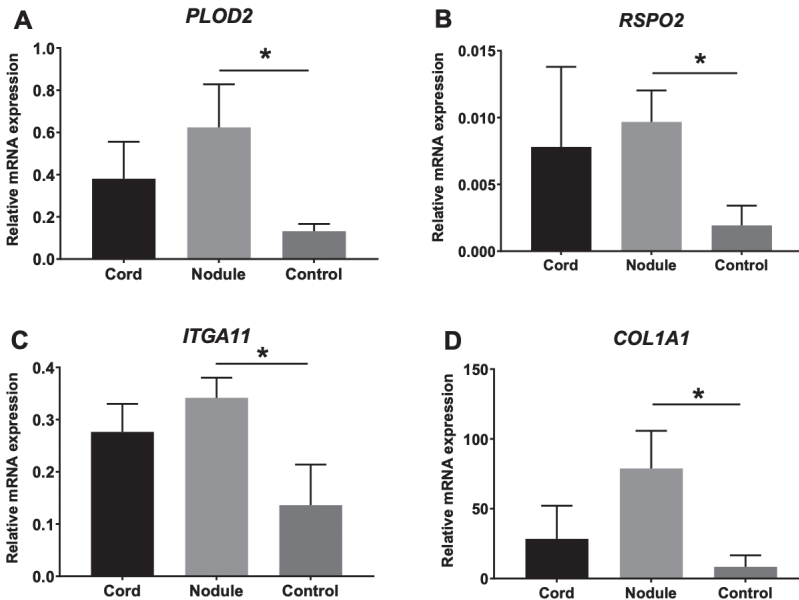 A
PLOD2
Relative mRNA expression
1.0
0.8
0.6
0.4
0.2
0.0
*
Cord Nodule Control
B
RSPO2
Relative mRNA expression
0.015
0.010
0.005
0.000
*
Cord Nodule Control
C
ITGA11
Relative mRNA expression
0.4
0.3
0.2
0.1
0.0
*
Cord Nodule Control
D
COL1A1
Relative mRNA expression
150
100
50
0
*
Cord Nodule Control